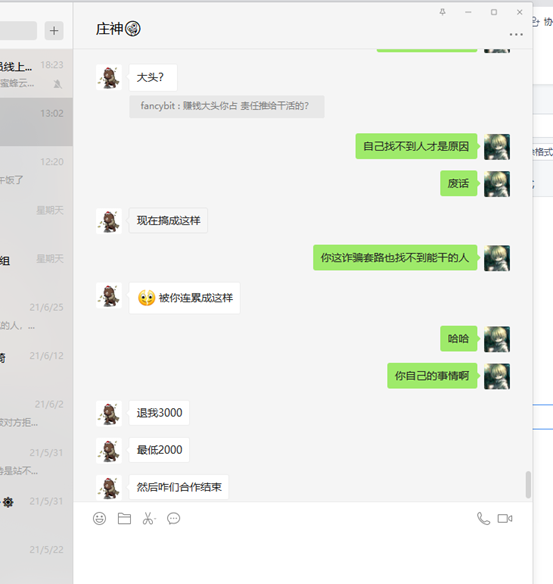 庄神
员线上...
18:23
蜜蜂云...
13:02
12:20
午饭了
星期天
组
星期天
21/6/25
的人，...
21/6/12
21/6/2
对方拒...
21/5/31
是站不...
21/5/31
21/5/22
大头？
fancybit：赚钱大头你占 责任推给干活的？
自己找不到人才是原因
废话
现在搞成这样
你这诈骗套路也找不到能干的人
被你连累成这样
哈哈
你自己的事情啊
退我3000
最低2000
然后咋们合作结束
协
格式